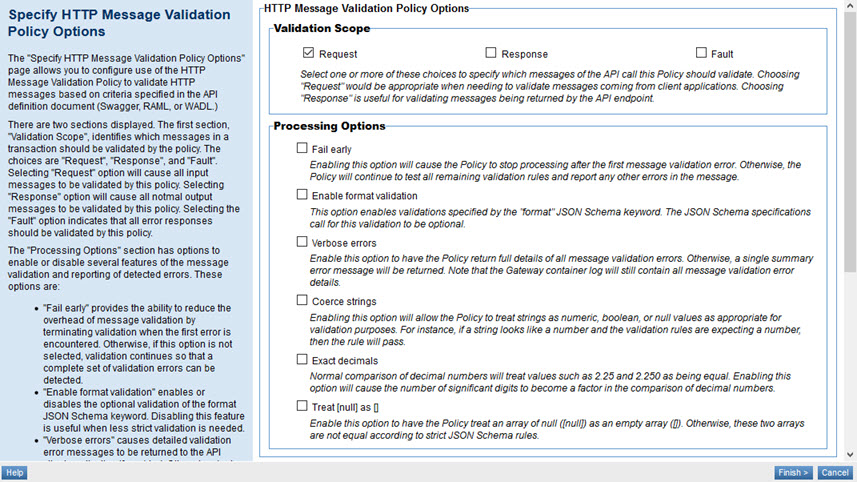 Specify HTTP Message Validation
Policy Options
The "Specify HTTP Message Validation Policy Options"
page allows you to configure use of the HTTP
Message Validation Policy to validate HTTP
messages based on criteria specified in the API
definition document (Swagger, RAML, or WADL.)
There are two sections displayed. The first section,
"Validation Scope", identifies which messages in a
transaction should be validated by the policy. The
choices are "Request", "Response", and "Fault".
Selecting "Request" option will cause all input
messages to be validated by this policy. Selecting
"Response" option will cause all notmal output
messages to be validated by this policy. Selecting the
"Fault" option indicates that all error responses
should be validated by this policy.
The "Processing Options" section has options to
enable or disable several features of the message
validation and reporting of detected errors. These
options are:
• "Fail early" provides the ability to reduce the
overhead of message validation by
terminating validation when the first error is
encountered. Otherwise, if this option is not
selected, validation continues so that a
complete set of validation errors can be
detected.
• "Enable format validation" enables or
disables the optional validation of the format
JSON Schema keyword. Disabling this feature
is useful when less strict validation is needed.
• "Verbose errors" causes detailed validation
error messages to be returned to the API
HTTP Message Validation Policy Options
Validation Scope
Request Response Fault
Select one or more of these choices to specify which messages of the API call this Policy should validate. Choosing
"Request" would be appropriate when needing to validate messages coming from client applications. Choosing
"Response" is useful for validating messages being returned by the API endpoint.
Processing Options
Fail early
Enabling this option will cause the Policy to stop processing after the first message validation error. Otherwise, the
Policy will continue to test all remaining validation rules and report any other errors in the message.
Enable format validation
This option enables validations specified by the "format" JSON Schema keyword. The JSON Schema specifications
call for this validation to be optional.
Verbose errors
Enable this option to have the Policy return full details of all message validation errors. Otherwise, a single summary
error message will be returned. Note that the Gateway container log will still contain all message validation error
details.
Coerce strings
Enabling this option will allow the Policy to treat strings as numeric, boolean, or null values as appropriate for
validation purposes. For instance, if a string looks like a number and the validation rules are expecting a number,
then the rule will pass.
Exact decimals
Normal comparison of decimal numbers will treat values such as 2.25 and 2.250 as being equal. Enabling this
option will cause the number of significant digits to become a factor in the comparison of decimal numbers.
Treat [null] as []
Enable this option to have the Policy treat an array of null ([null]) as an empty array ([]). Otherwise, these two arrays
are not equal according to strict JSON Schema rules.
Help Finish > Cancel